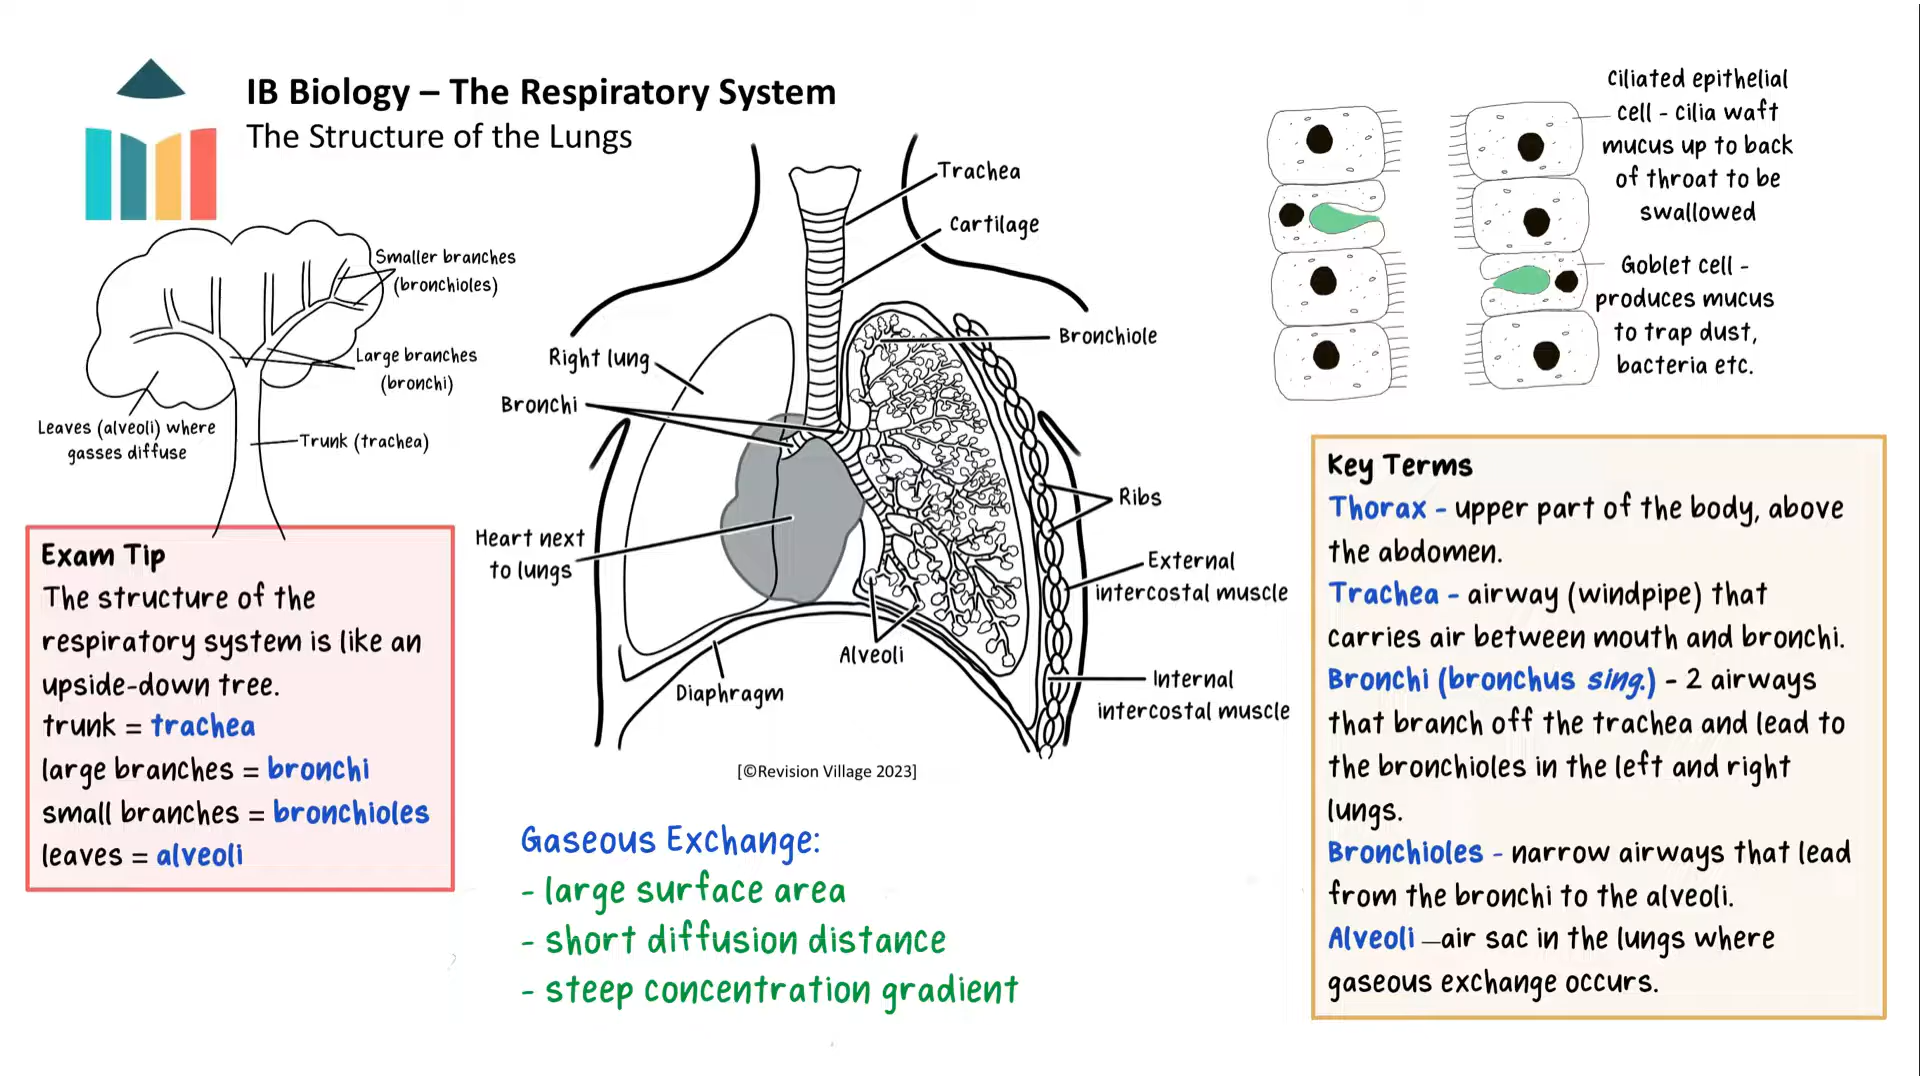 IB Biology – The Respiratory System
The Structure of the Lungs
Smaller branches
(bronchioles)
Large branches
(bronchi)
Leaves (alveoli) where
gasses diffuse
Trunk (trachea)
Exam Tip
The structure of the
respiratory system is like an
upside-down tree.
trunk = trachea
large branches = bronchi
small branches = bronchioles
leaves = alveoli
Trachea
Cartilage
Bronchiole
Right lung
Bronchi
Ribs
Heart next
to lungs
External
intercostal muscle
Alveoli
Internal
intercostal muscle
Diaphragm
[©Revision Village 2023]
Gaseous Exchange:
- large surface area
- short diffusion distance
- steep concentration gradient
Ciliated epithelial
cell - cilia waft
mucus up to back
of throat to be
swallowed
Goblet cell -
produces mucus
to trap dust,
bacteria etc.
Key Terms
Thorax - upper part of the body, above
the abdomen.
Trachea - airway (windpipe) that
carries air between mouth and bronchi.
Bronchi (bronchus sing.) - 2 airways
that branch off the trachea and lead to
the bronchioles in the left and right
lungs.
Bronchioles - narrow airways that lead
from the bronchi to the alveoli.
Alveoli –air sac in the lungs where
gaseous exchange occurs.